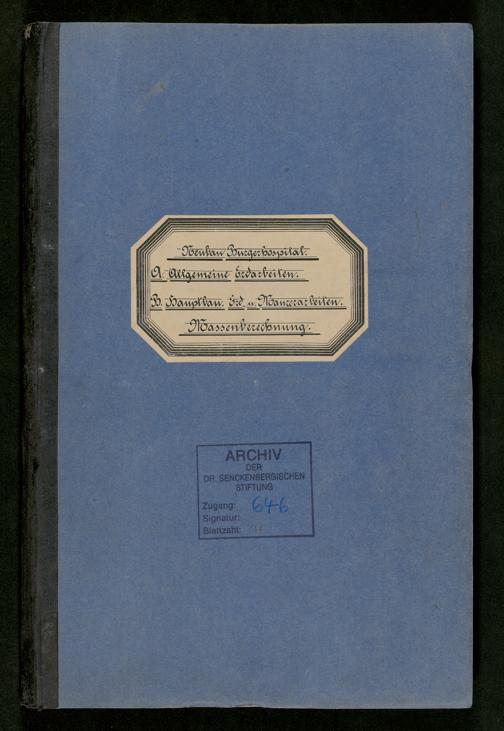 Neubau Bürgerhospital.
A. Allgemeine Erdarbeiten.
B. Hauptbau. Erd. u. Maurerarbeiten.
Massenberechnung.
ARCHIV
DER
DR. SENCKENBERGISCHEN
STIFTUNG
Zugang: 646
Signatur:
Blattzahl: